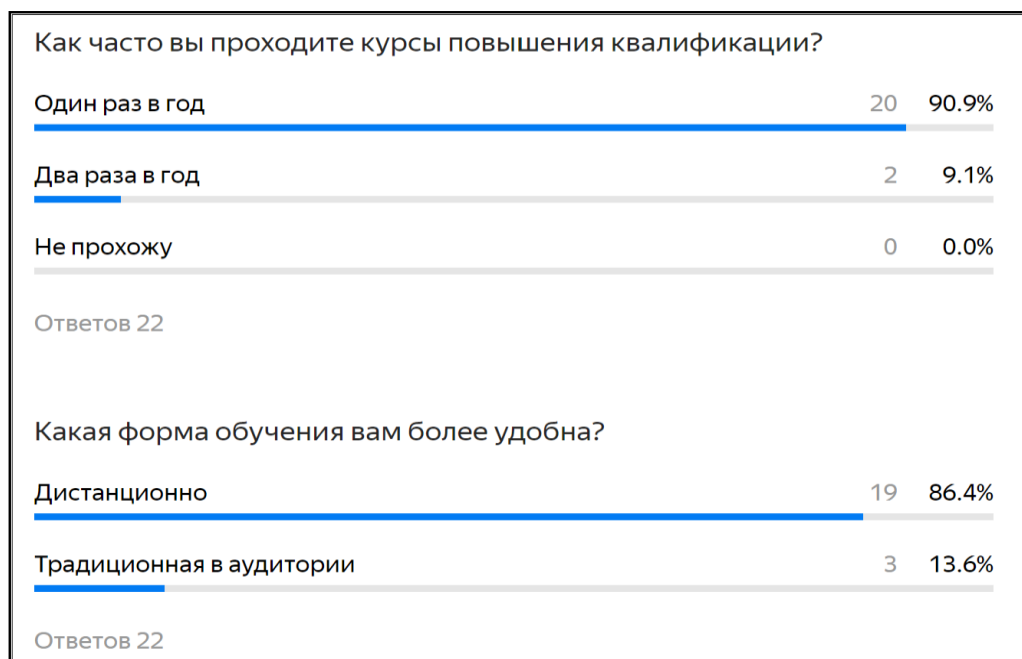 Как часто вы проходите курсы повышения квалификации?
Один раз в год 20 90.9%
Два раза в год 2 9.1%
Не прохожу 0 0.0%
Ответов 22
Какая форма обучения вам более удобна?
Дистанционно 19 86.4%
Традиционная в аудитории 3 13.6%
Ответов 22